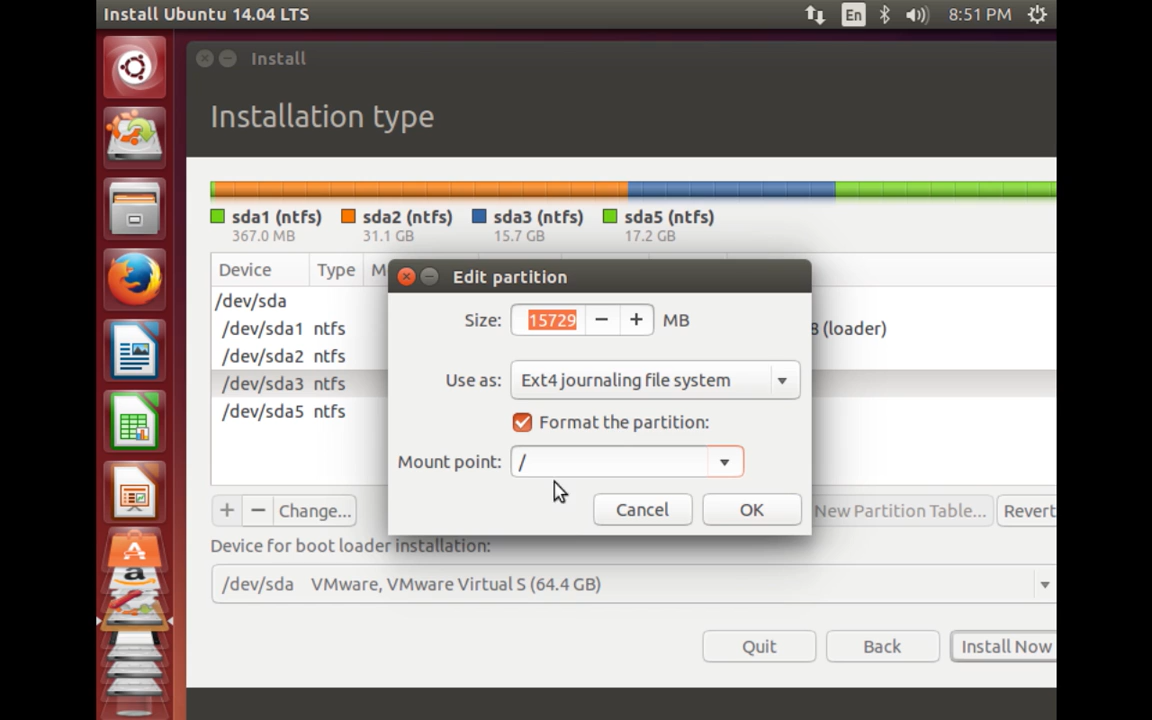 Install Ubuntu 14.04 LTS
En
8:51 PM
Install
Installation type
sda1 (ntfs)
367.0 MB
sda2 (ntfs)
31.1 GB
sda3 (ntfs)
15.7 GB
sda5 (ntfs)
17.2 GB
Device Type M
/dev/sda
/dev/sda1 ntfs
8 (loader)
/dev/sda2 ntfs
/dev/sda3 ntfs
/dev/sda5 ntfs
Edit partition
Size: 15729 − + MB
Use as: Ext4 journaling file system
Format the partition:
Mount point: /
Cancel OK
+ − Change...
New Partition Table... Revert
Device for boot loader installation:
/dev/sda VMware, VMware Virtual S (64.4 GB)
Quit Back Install Now